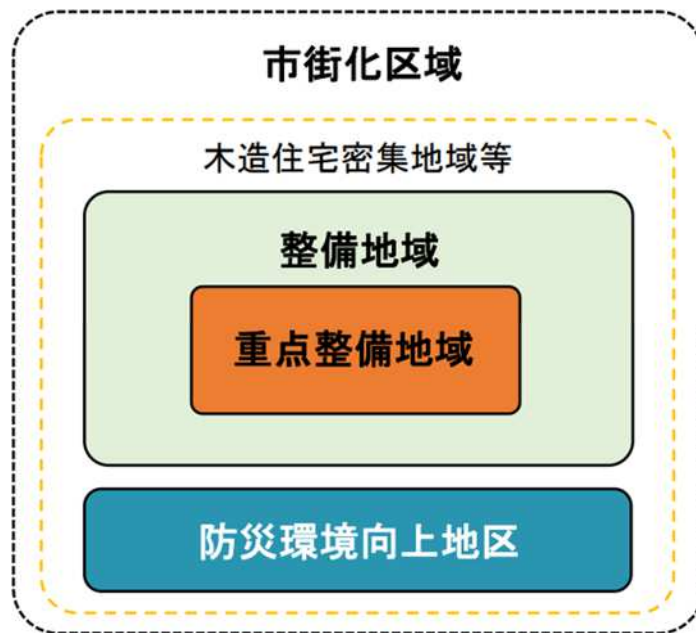 市街化区域
木造住宅密集地域等
整備地域
重点整備地域
防災環境向上地区